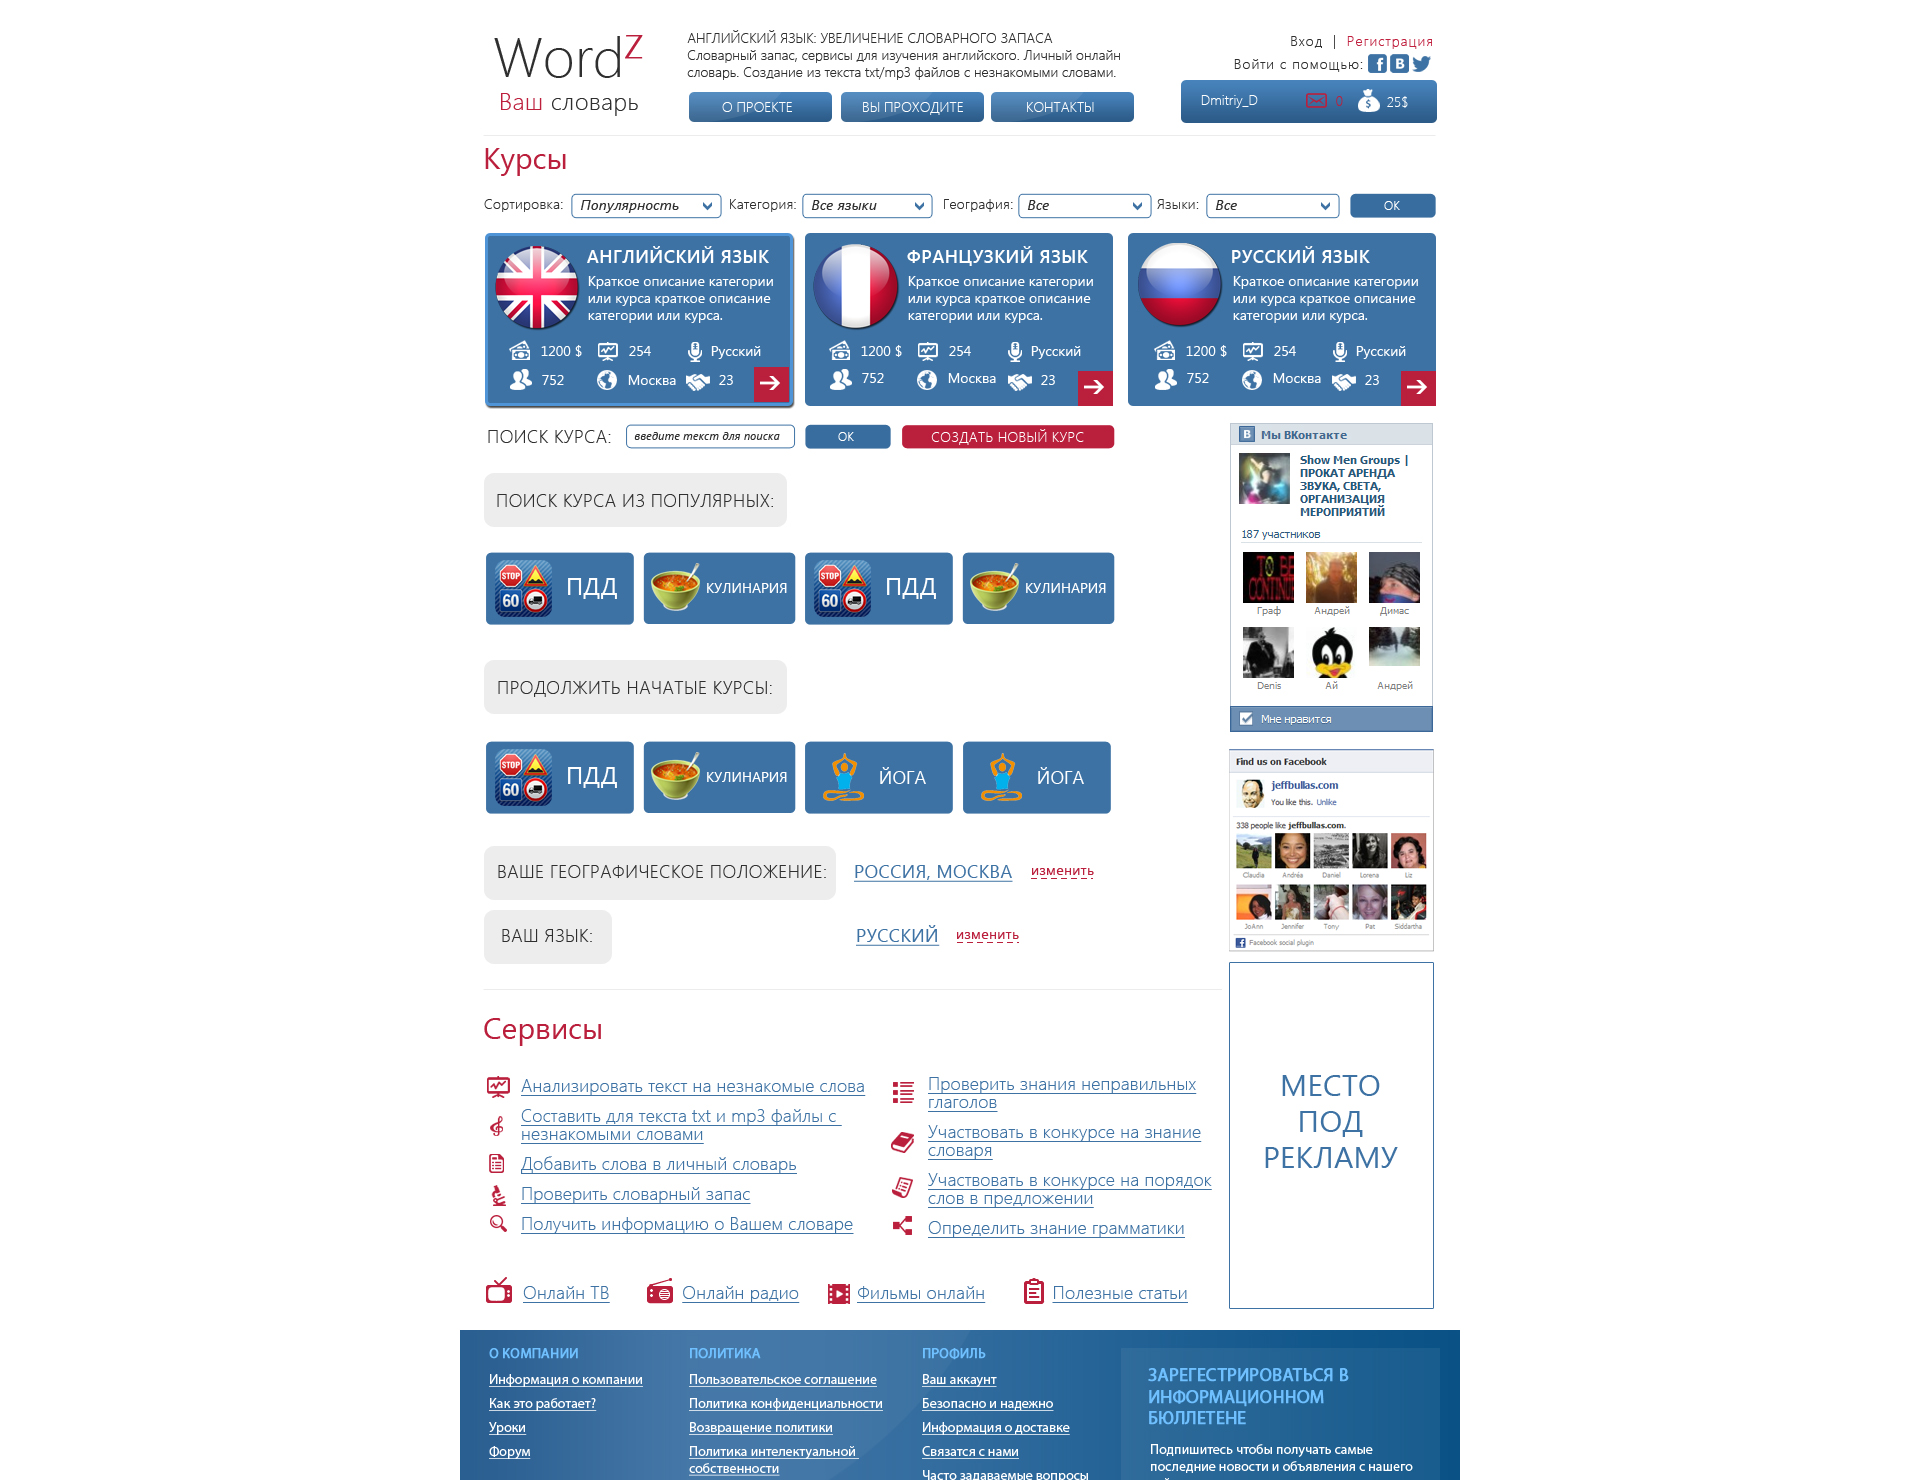 WordZ
Ваш словарь
АНГЛИЙСКИЙ ЯЗЫК: УВЕЛИЧЕНИЕ СЛОВАРНОГО ЗАПАСА
Словарный запас, сервисы для изучения английского. Личный онлайн
словарь. Создание из текста txt/mp3 файлов с незнакомыми словами.
О ПРОЕКТЕ
ВЫ ПРОХОДИТЕ
КОНТАКТЫ
Вход | Регистрация
Войти с помощью:
Dmitriy_D 0 25$
Курсы
Сортировка: Популярность Категория: Все языки География: Все Языки: Все ОК
АНГЛИЙСКИЙ ЯЗЫК
Краткое описание категории
или курса краткое описание
категории или курса.
1200 $ 254 Русский
752 Москва 23
ФРАНЦУЗКИЙ ЯЗЫК
Краткое описание категории
или курса краткое описание
категории или курса.
1200 $ 254 Русский
752 Москва 23
РУССКИЙ ЯЗЫК
Краткое описание категории
или курса краткое описание
категории или курса.
1200 $ 254 Русский
752 Москва 23
ПОИСК КУРСА: введите текст для поиска ОК СОЗДАТЬ НОВЫЙ КУРС
ПОИСК КУРСА ИЗ ПОПУЛЯРНЫХ:
STOP
60
ПДД
КУЛИНАРИЯ
STOP
60
ПДД
КУЛИНАРИЯ
ПРОДОЛЖИТЬ НАЧАТЫЕ КУРСЫ:
STOP
60
ПДД
КУЛИНАРИЯ
ЙОГА
ЙОГА
ВАШЕ ГЕОГРАФИЧЕСКОЕ ПОЛОЖЕНИЕ: РОССИЯ, МОСКВА изменить
ВАШ ЯЗЫК: РУССКИЙ изменить
В Мы ВКонтакте
Show Men Groups |
ПРОКАТ АРЕНДА
ЗВУКА, СВЕТА,
ОРГАНИЗАЦИЯ
МЕРОПРИЯТИЙ
187 участников
TO BE
CONTINU
Граф Андрей Димас
Denis Ай Андрей
Мне нравится
Find us on Facebook
jeffbullas.com
You like this. Unlike
338 people like jeffbullas.com.
Claudia Andréa Daniel Lorena Liz
JoAnn Jennifer Tony Pat Siddartha
Facebook social plugin
МЕСТО
ПОД
РЕКЛАМУ
Сервисы
Анализировать текст на незнакомые слова
Составить для текста txt и mp3 файлы с
незнакомыми словами
Добавить слова в личный словарь
Проверить словарный запас
Получить информацию о Вашем словаре
Проверить знания неправильных
глаголов
Участвовать в конкурсе на знание
словаря
Участвовать в конкурсе на порядок
слов в предложении
Определить знание грамматики
Онлайн ТВ
Онлайн радио
Фильмы онлайн
Полезные статьи
О КОМПАНИИ
Информация о компании
Как это работает?
Уроки
Форум
ПОЛИТИКА
Пользовательское соглашение
Политика конфиденциальности
Возвращение политики
Политика интелектуальной
собственности
ПРОФИЛЬ
Ваш аккаунт
Безопасно и надежно
Информация о доставке
Связатся с нами
Часто задаваемые вопросы
ЗАРЕГЕСТРИРОВАТЬСЯ В
ИНФОРМАЦИОННОМ
БЮЛЛЕТЕНЕ
Подпишитесь чтобы получать самые
последние новости и объявления с нашего